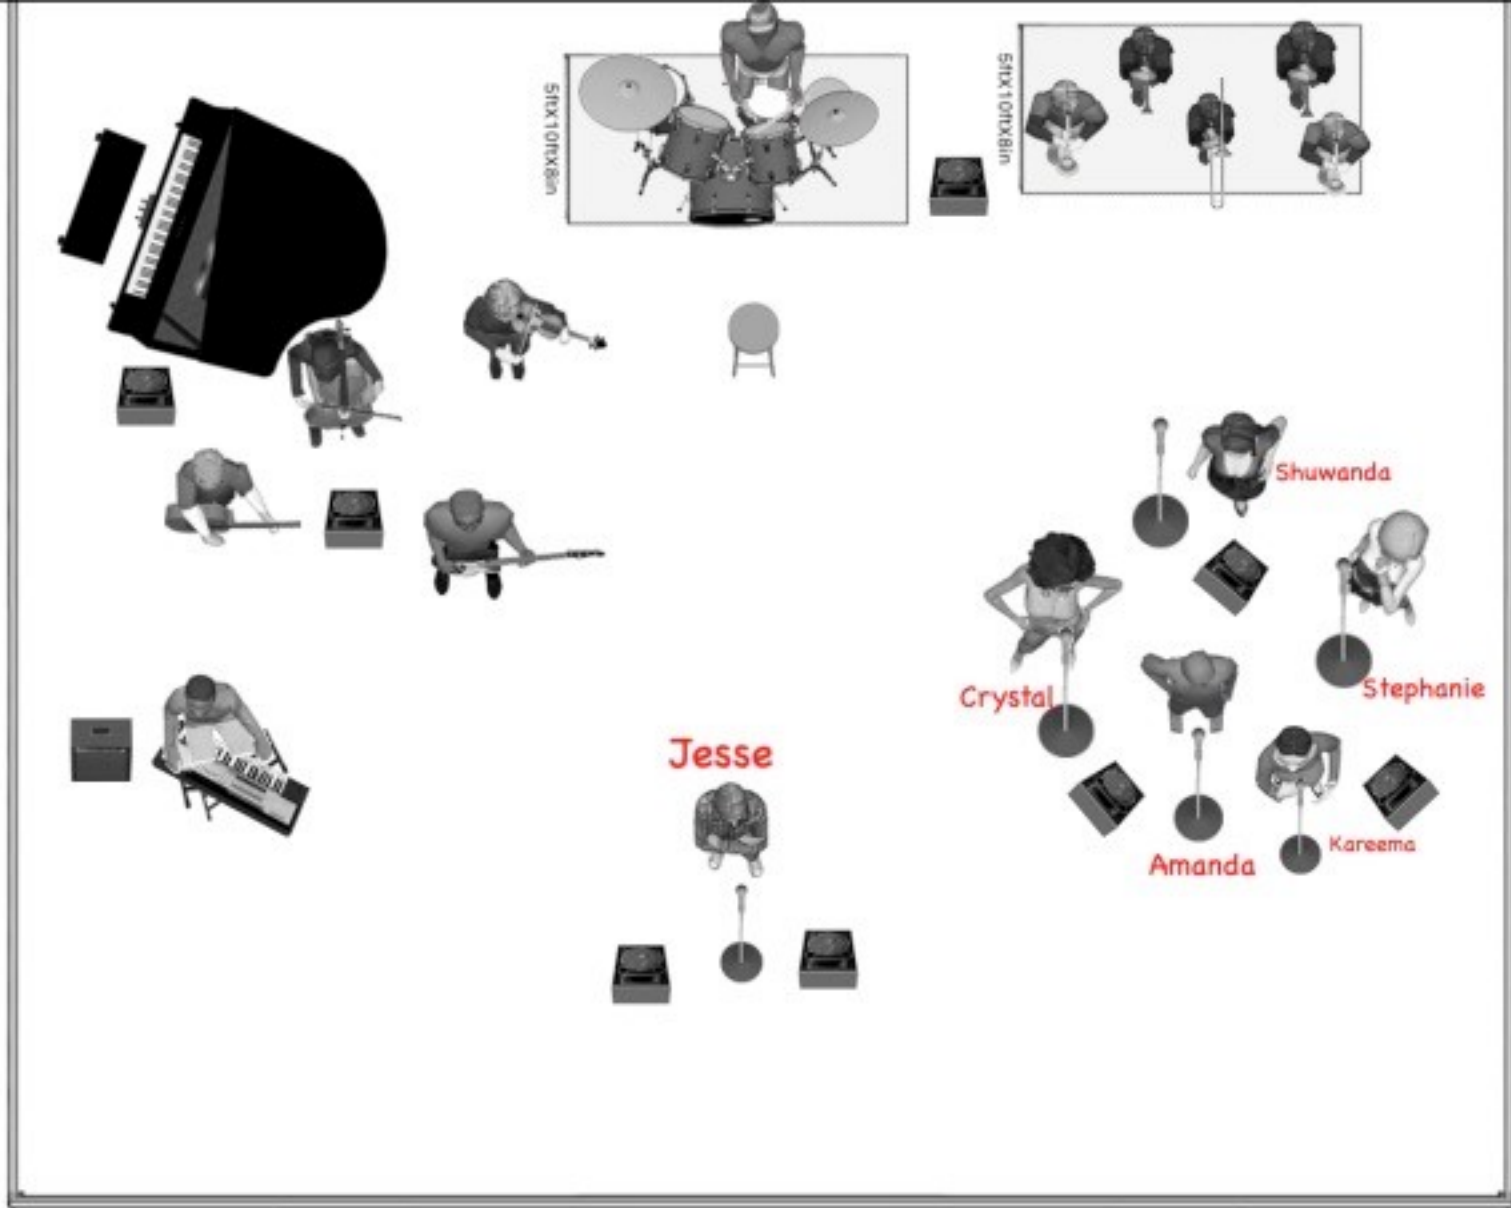 5ftX10ftX8in
5ftX10ftX8in
Shuwanda
Crystal
Stephanie
Jesse
Amanda
Kareema